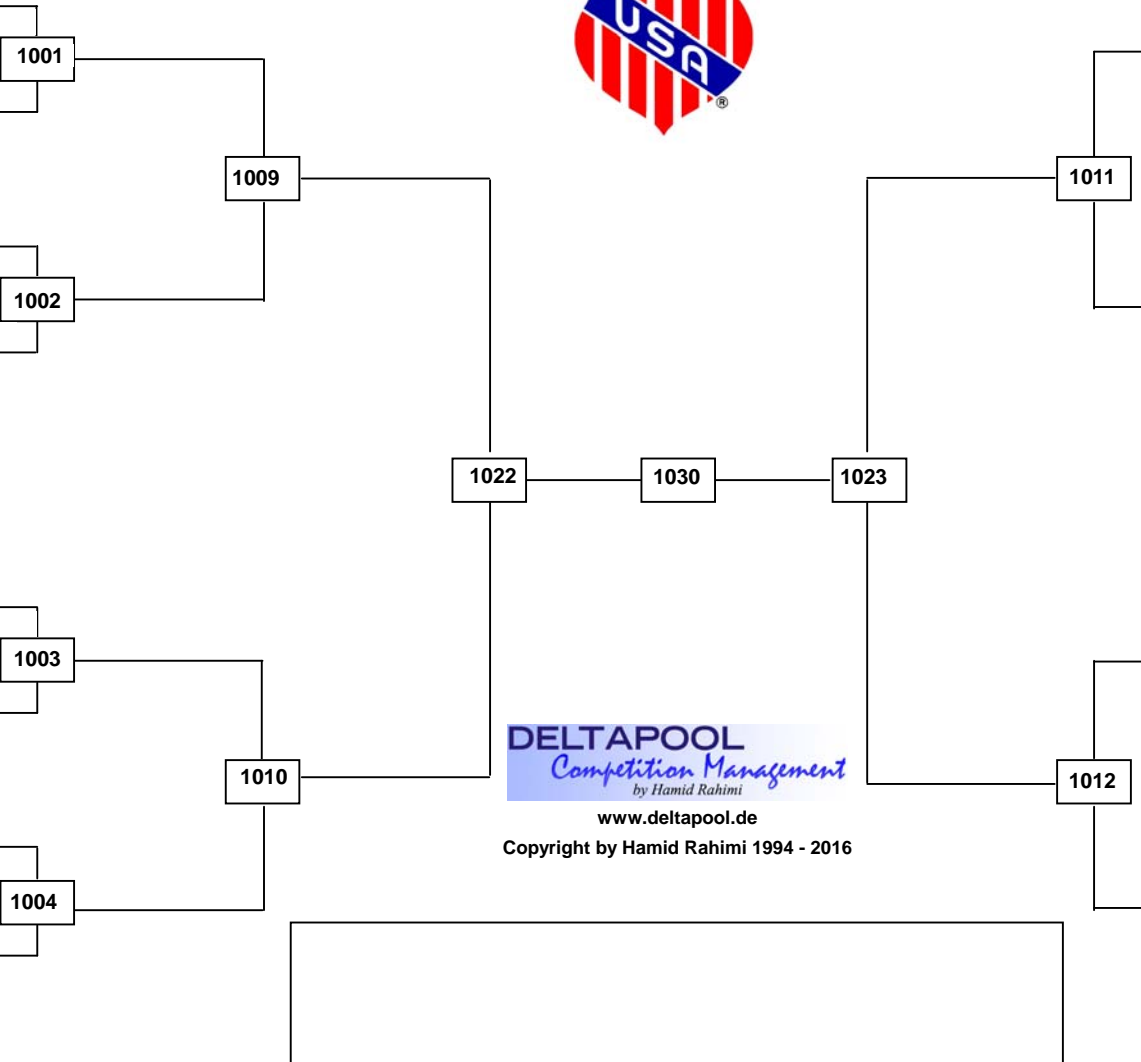 USA
®
1001
1009
1011
1002
1022
1030
1023
1003
1010
1012
1004
DELTAPOOL
Competition Management
by Hamid Rahimi
www.deltapool.de
Copyright by Hamid Rahimi 1994 - 2016